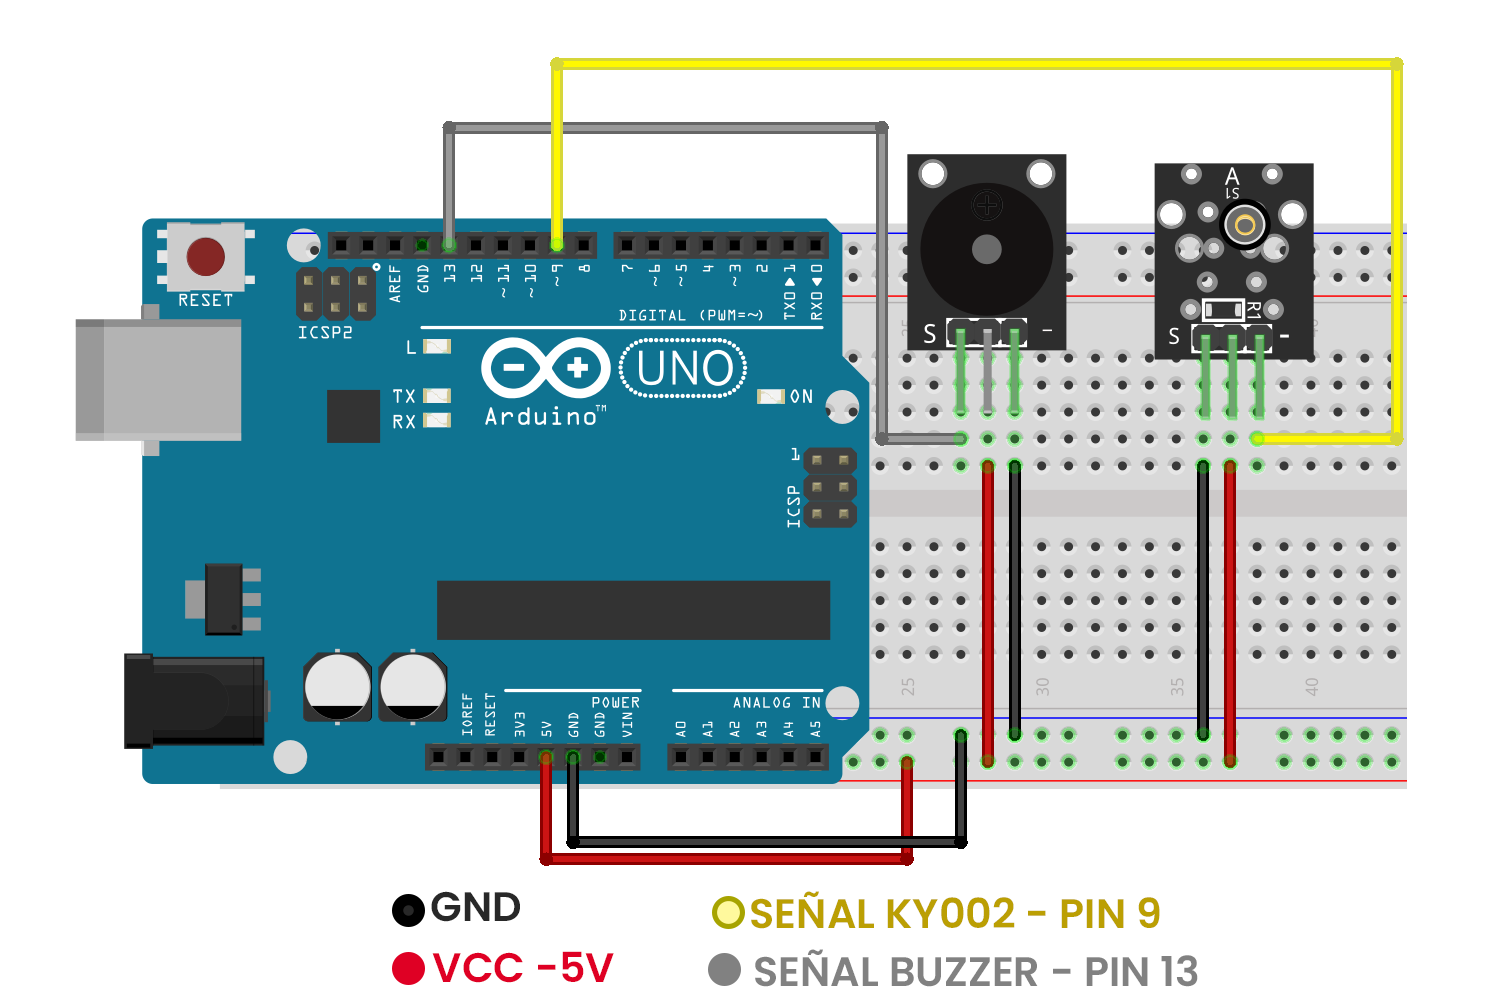 A
S1
RESET
ICSP2
AREF
GND
13
12
~11
~10
~9
8
7
~6
~5
4
~3
2
TX0▶1
RX0◀0
DIGITAL (PWM=~)
S
−
R1
S
-
L
UNO
TX
RX
ON
Arduino™
1
ICSP
25
30
35
40
IOREF
RESET
3V3
5V
GND
GND
VIN
POWER
ANALOG IN
A0
A1
A2
A3
A4
A5
GND
SEÑAL KY002 - PIN 9
VCC -5V
SEÑAL BUZZER - PIN 13